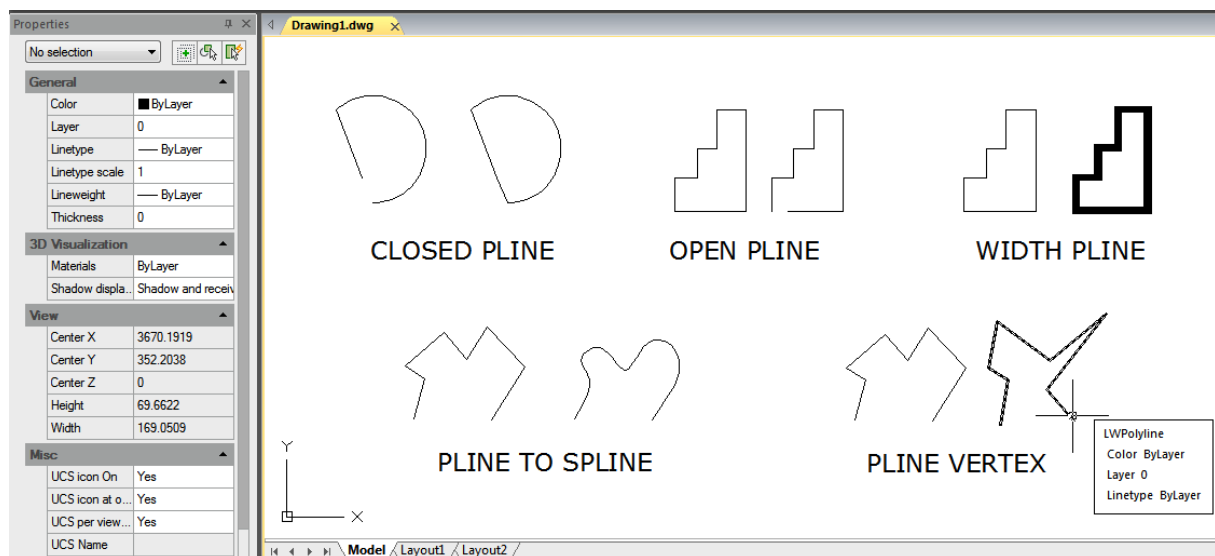 Properties
No selection
General
Color ByLayer
Layer 0
Linetype ByLayer
Linetype scale 1
Lineweight ByLayer
Thickness 0
3D Visualization
Materials ByLayer
Shadow displa... Shadow and receiv
View
Center X 3670.1919
Center Y 352.2038
Center Z 0
Height 69.6622
Width 169.0509
Misc
UCS icon On Yes
UCS icon at o... Yes
UCS per view... Yes
UCS Name
Drawing1.dwg
CLOSED PLINE OPEN PLINE WIDTH PLINE
PLINE TO SPLINE PLINE VERTEX
LWPolyline
Color ByLayer
Layer 0
Linetype ByLayer
Y
X
Model Layout1 Layout2